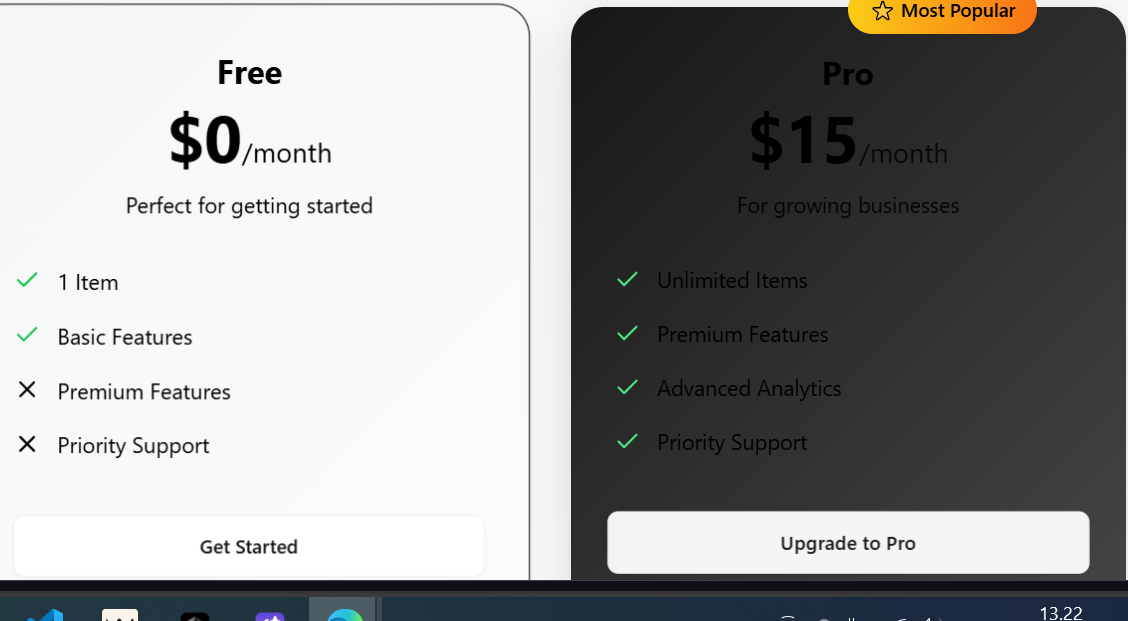 Most Popular
Free
$0/month
Perfect for getting started
1 Item
Basic Features
Premium Features
Priority Support
Get Started
Pro
$15/month
For growing businesses
Unlimited Items
Premium Features
Advanced Analytics
Priority Support
Upgrade to Pro
13.22